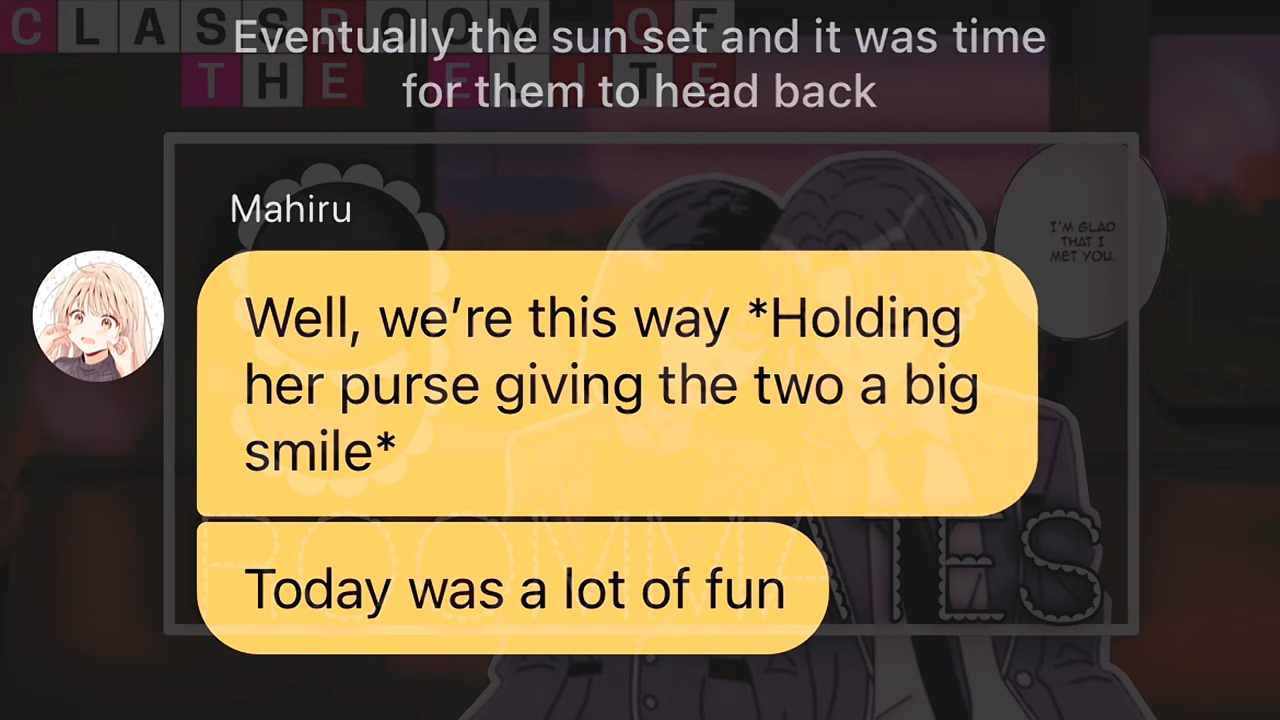 CLASSROOM OF
THE ELITE
Eventually the sun set and it was time
for them to head back
I'M GLAD
THAT I
MET YOU.
Mahiru
Well, we’re this way *Holding
her purse giving the two a big
smile*
Today was a lot of fun
ROOMMATES